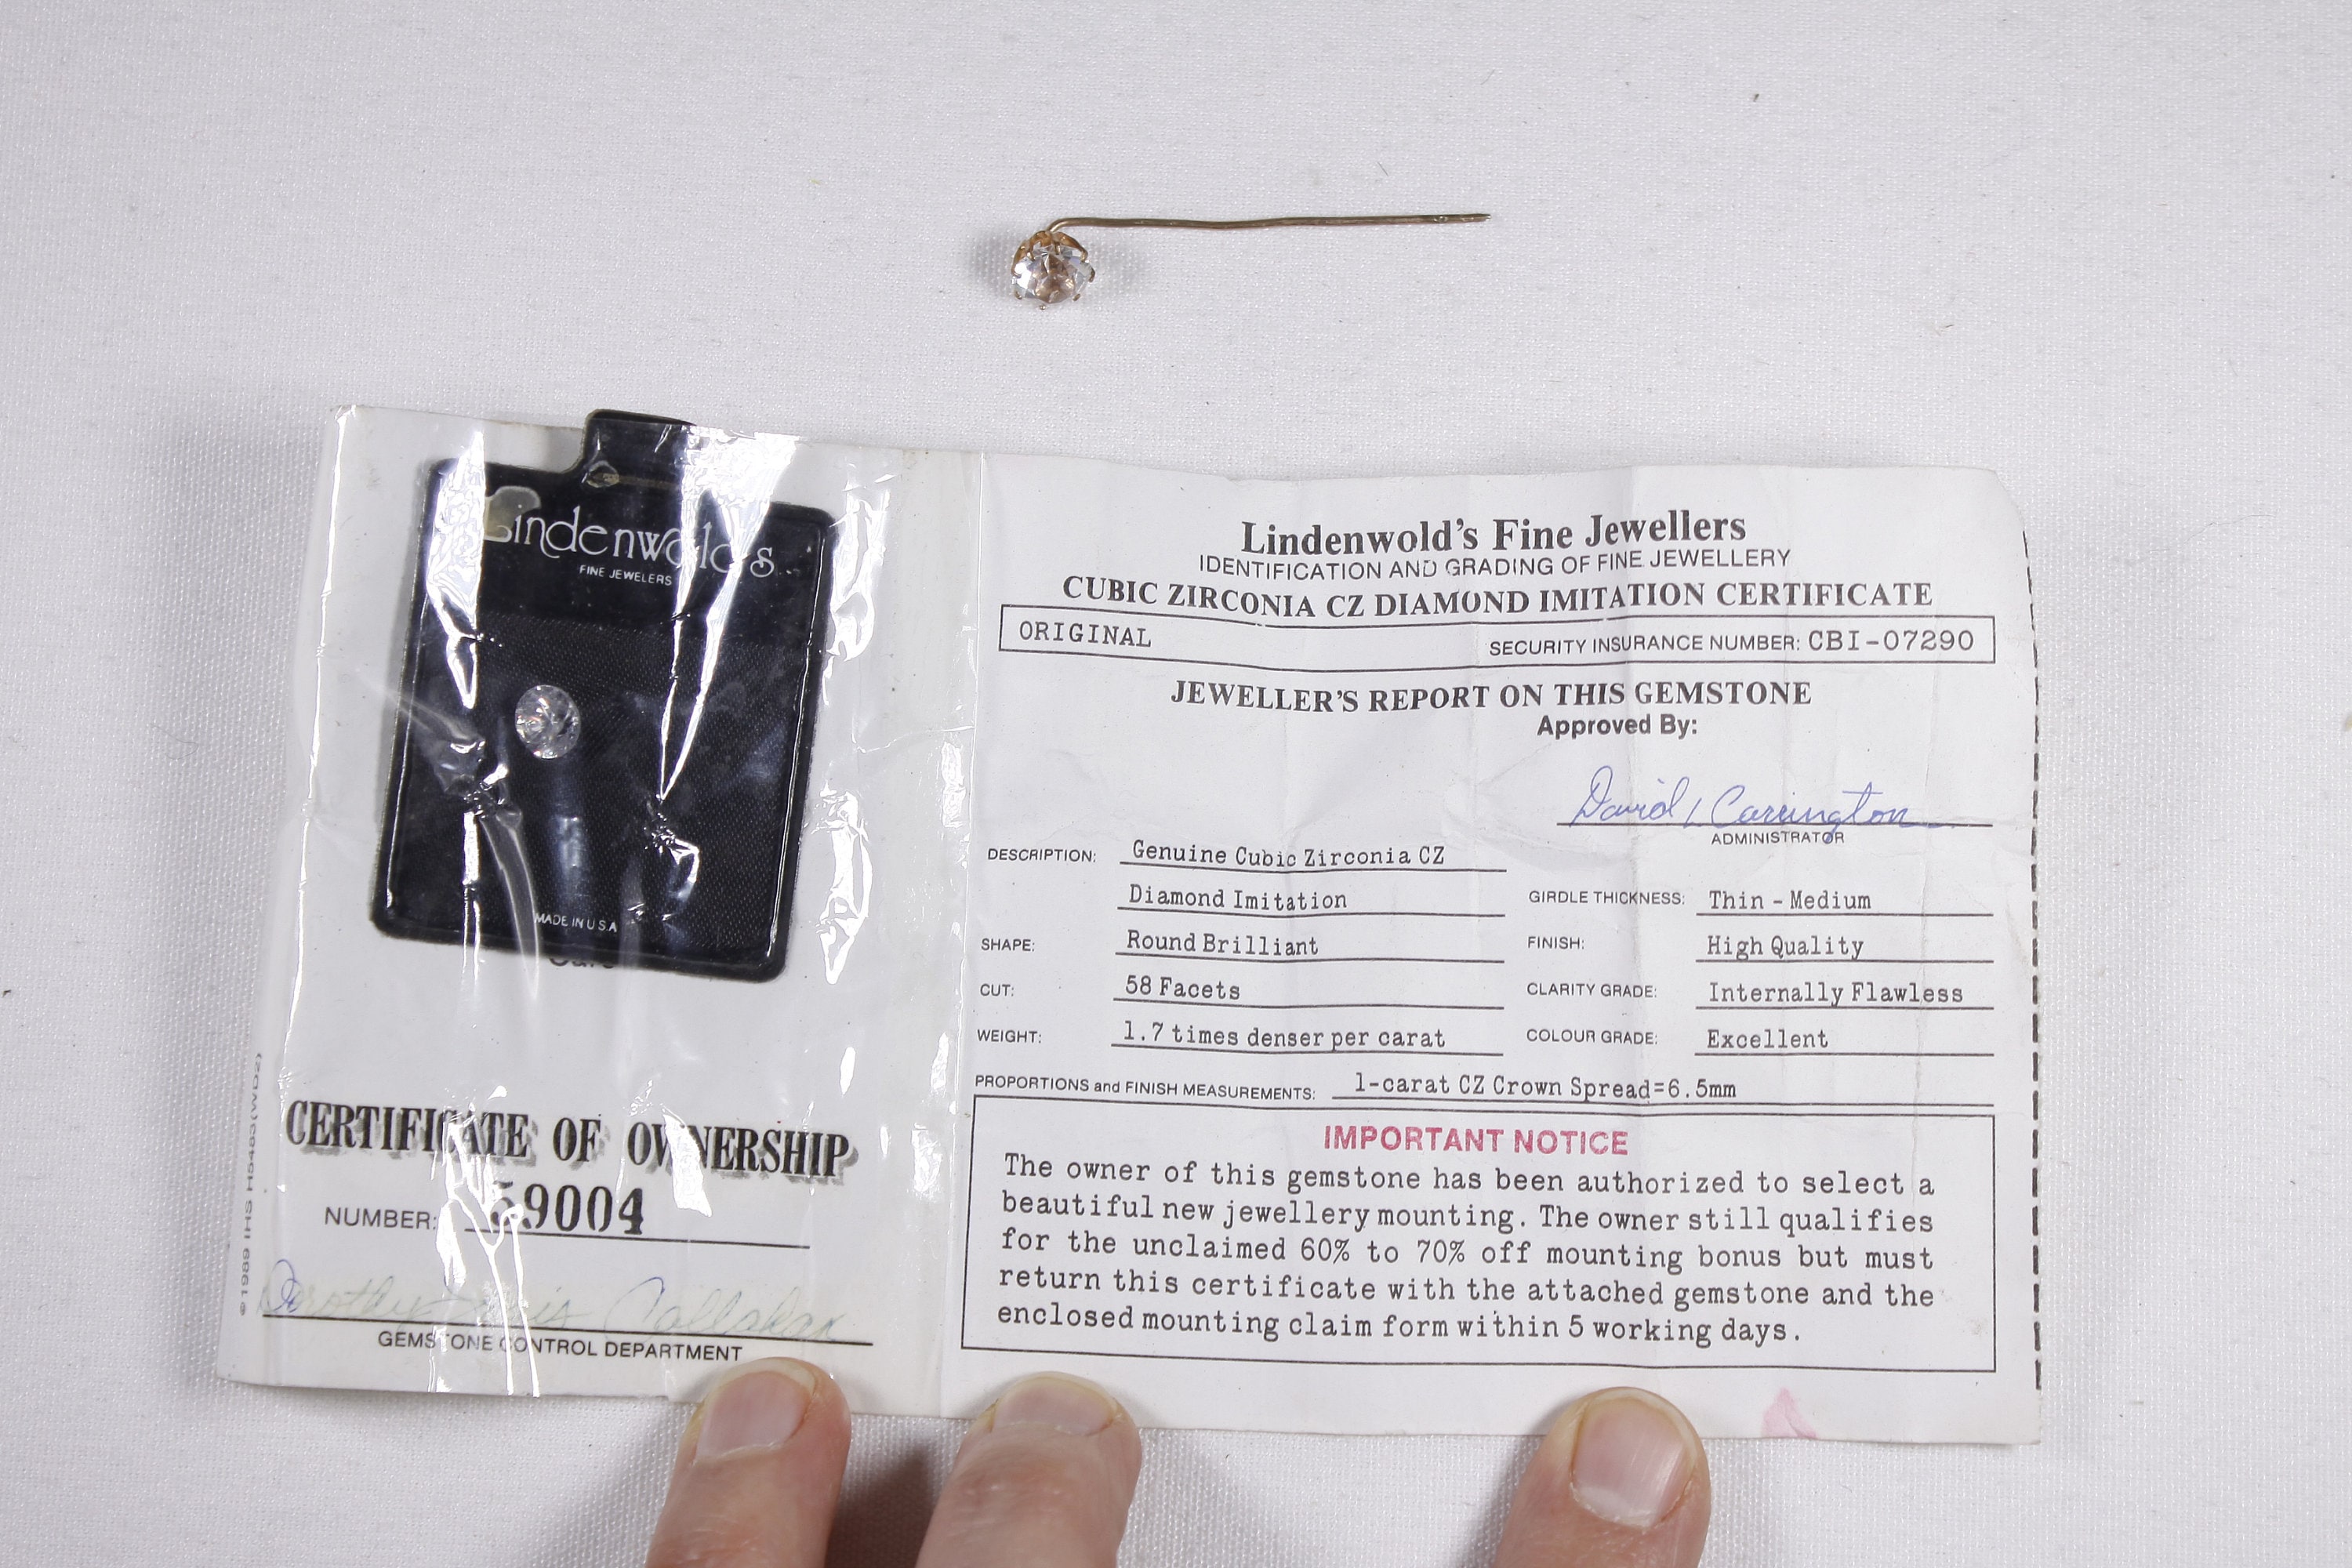 Lindenwold's
FINE JEWELERS
MADE IN U.S.A.
CERTIFICATE OF OWNERSHIP
NUMBER: 59004
GEMSTONE CONTROL DEPARTMENT
©1989 IHS H5483(WD2)
Lindenwold's Fine Jewellers
IDENTIFICATION AND GRADING OF FINE JEWELLERY
CUBIC ZIRCONIA CZ DIAMOND IMITATION CERTIFICATE
ORIGINAL SECURITY INSURANCE NUMBER: CBI-07290
JEWELLER'S REPORT ON THIS GEMSTONE
Approved By:
David L Carrington
ADMINISTRATOR
DESCRIPTION: Genuine Cubic Zirconia CZ
Diamond Imitation GIRDLE THICKNESS: Thin - Medium
SHAPE: Round Brilliant FINISH: High Quality
CUT: 58 Facets CLARITY GRADE: Internally Flawless
WEIGHT: 1.7 times denser per carat COLOUR GRADE: Excellent
PROPORTIONS and FINISH MEASUREMENTS: 1-carat CZ Crown Spread=6.5mm
IMPORTANT NOTICE
The owner of this gemstone has been authorized to select a
beautiful new jewellery mounting. The owner still qualifies
for the unclaimed 60% to 70% off mounting bonus but must
return this certificate with the attached gemstone and the
enclosed mounting claim form within 5 working days.